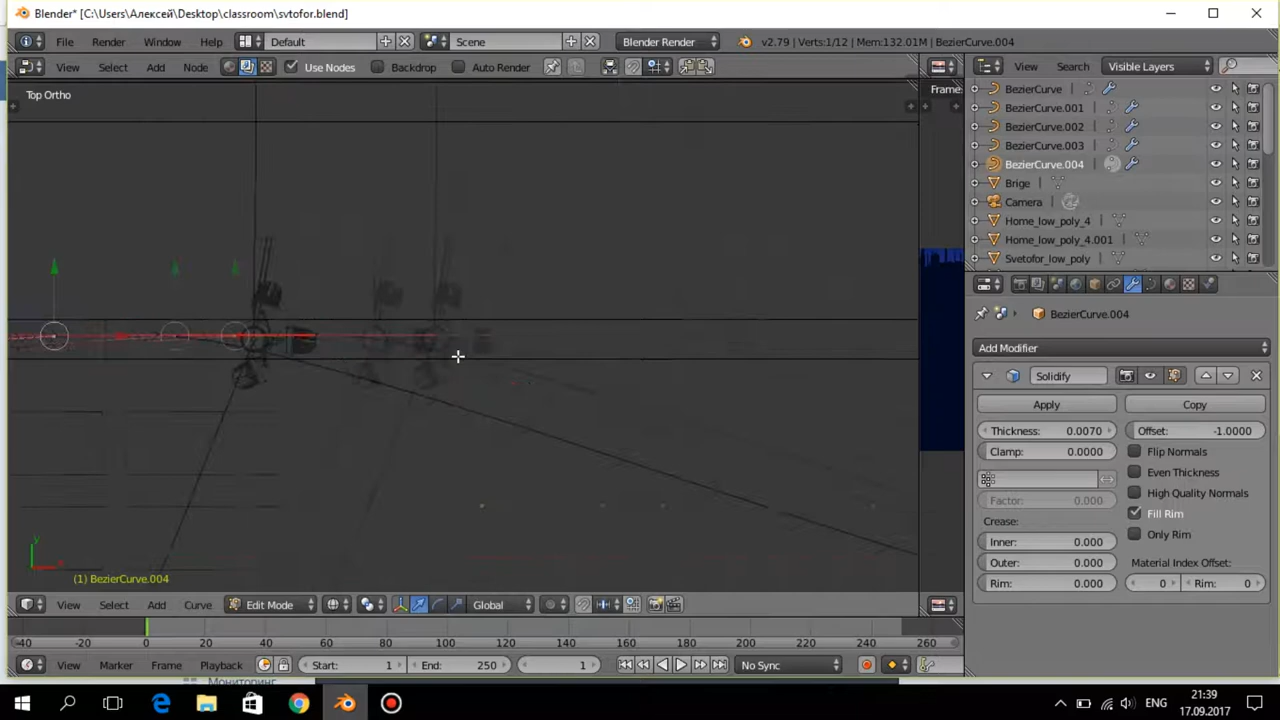 Blender* [C:\Users\Алексей\Desktop\classroom\svtofor.blend]
File Render Window Help Default Scene Blender Render v2.79 | Verts:1/12 | Mem:132.01M | BezierCurve.004
View Select Add Node Use Nodes Backdrop Auto Render
View Search Visible Layers
Top Ortho
Frame:
BezierCurve
BezierCurve.001
BezierCurve.002
BezierCurve.003
BezierCurve.004
Brige
Camera
Home_low_poly_4
Home_low_poly_4.001
Svetofor_low_poly
BezierCurve.004
Add Modifier
Solidify
Apply Copy
Thickness: 0.0070 Offset: -1.0000
Clamp: 0.0000 Flip Normals
Even Thickness
Factor: 0.000 High Quality Normals
Crease: Fill Rim
Inner: 0.000 Only Rim
Outer: 0.000 Material Index Offset:
Rim: 0.000 0 Rim: 0
y
x
(1) BezierCurve.004
View Select Add Curve Edit Mode Global
-40 -20 0 20 40 60 80 100 120 140 160 180 200 220 240 260
View Marker Frame Playback Start: 1 End: 250 1 No Sync
Мониторинг
ENG 21:39
17.09.2017